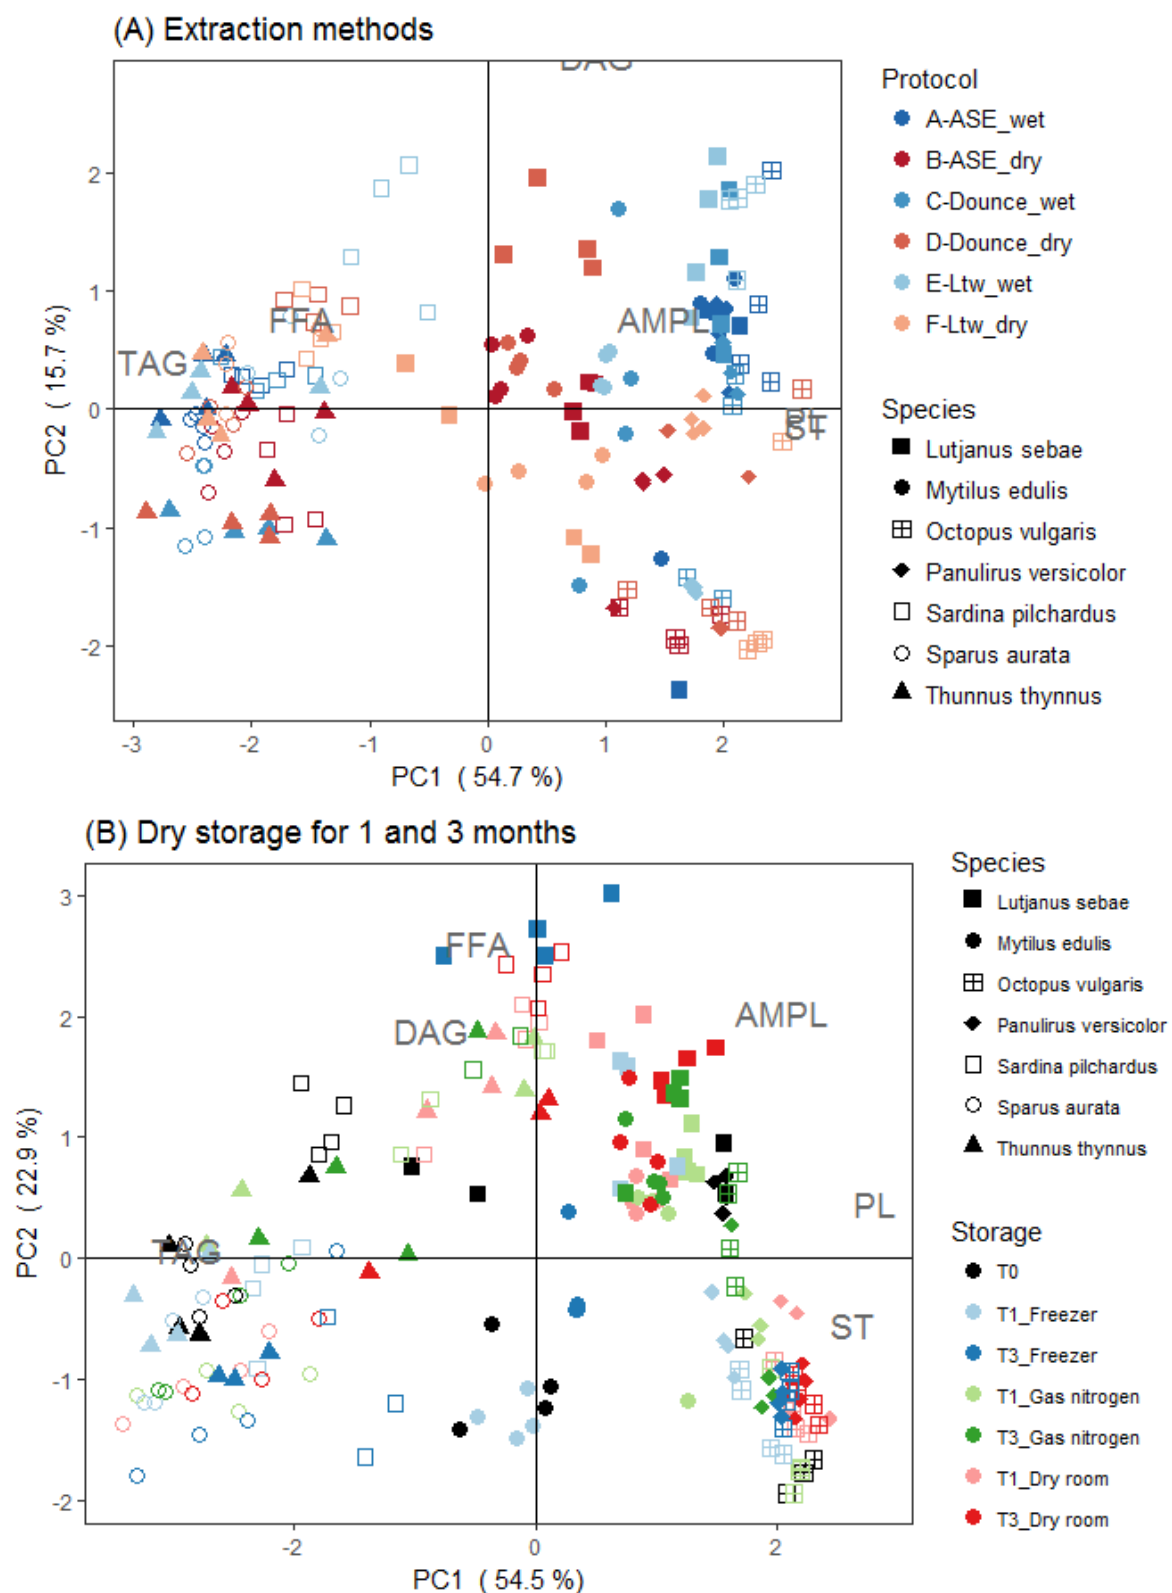 (A) Extraction methods
DAG
FFA
TAG
AMPL
ST
2
1
0
-1
-2
PC2 ( 15.7 %)
-3
-2
-1
0
1
2
PC1 ( 54.7 %)
Protocol
A-ASE_wet
B-ASE_dry
C-Dounce_wet
D-Dounce_dry
E-Ltw_wet
F-Ltw_dry
Species
Lutjanus sebae
Mytilus edulis
Octopus vulgaris
Panulirus versicolor
Sardina pilchardus
Sparus aurata
Thunnus thynnus
(B) Dry storage for 1 and 3 months
FFA
DAG
AMPL
PL
TAG
ST
3
2
1
0
-1
-2
PC2 ( 22.9 %)
-2
0
2
PC1 ( 54.5 %)
Species
Lutjanus sebae
Mytilus edulis
Octopus vulgaris
Panulirus versicolor
Sardina pilchardus
Sparus aurata
Thunnus thynnus
Storage
T0
T1_Freezer
T3_Freezer
T1_Gas nitrogen
T3_Gas nitrogen
T1_Dry room
T3_Dry room